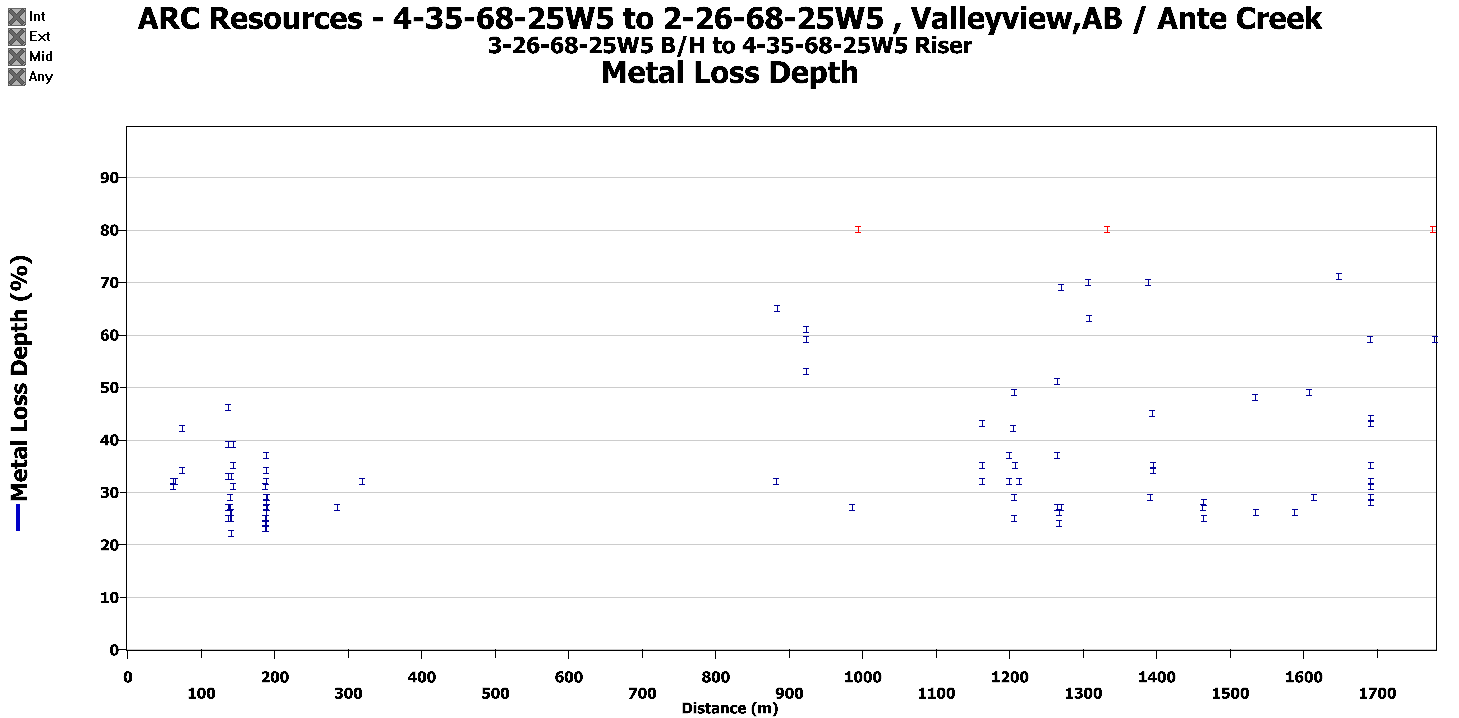 Int
Ext
Mid
Any
ARC Resources - 4-35-68-25W5 to 2-26-68-25W5 , Valleyview,AB / Ante Creek
3-26-68-25W5 B/H to 4-35-68-25W5 Riser
Metal Loss Depth
Metal Loss Depth (%)
90
80
70
60
50
40
30
20
10
0
0 200 400 600 800 1000 1200 1400 1600
100 300 500 700 900 1100 1300 1500 1700
Distance (m)